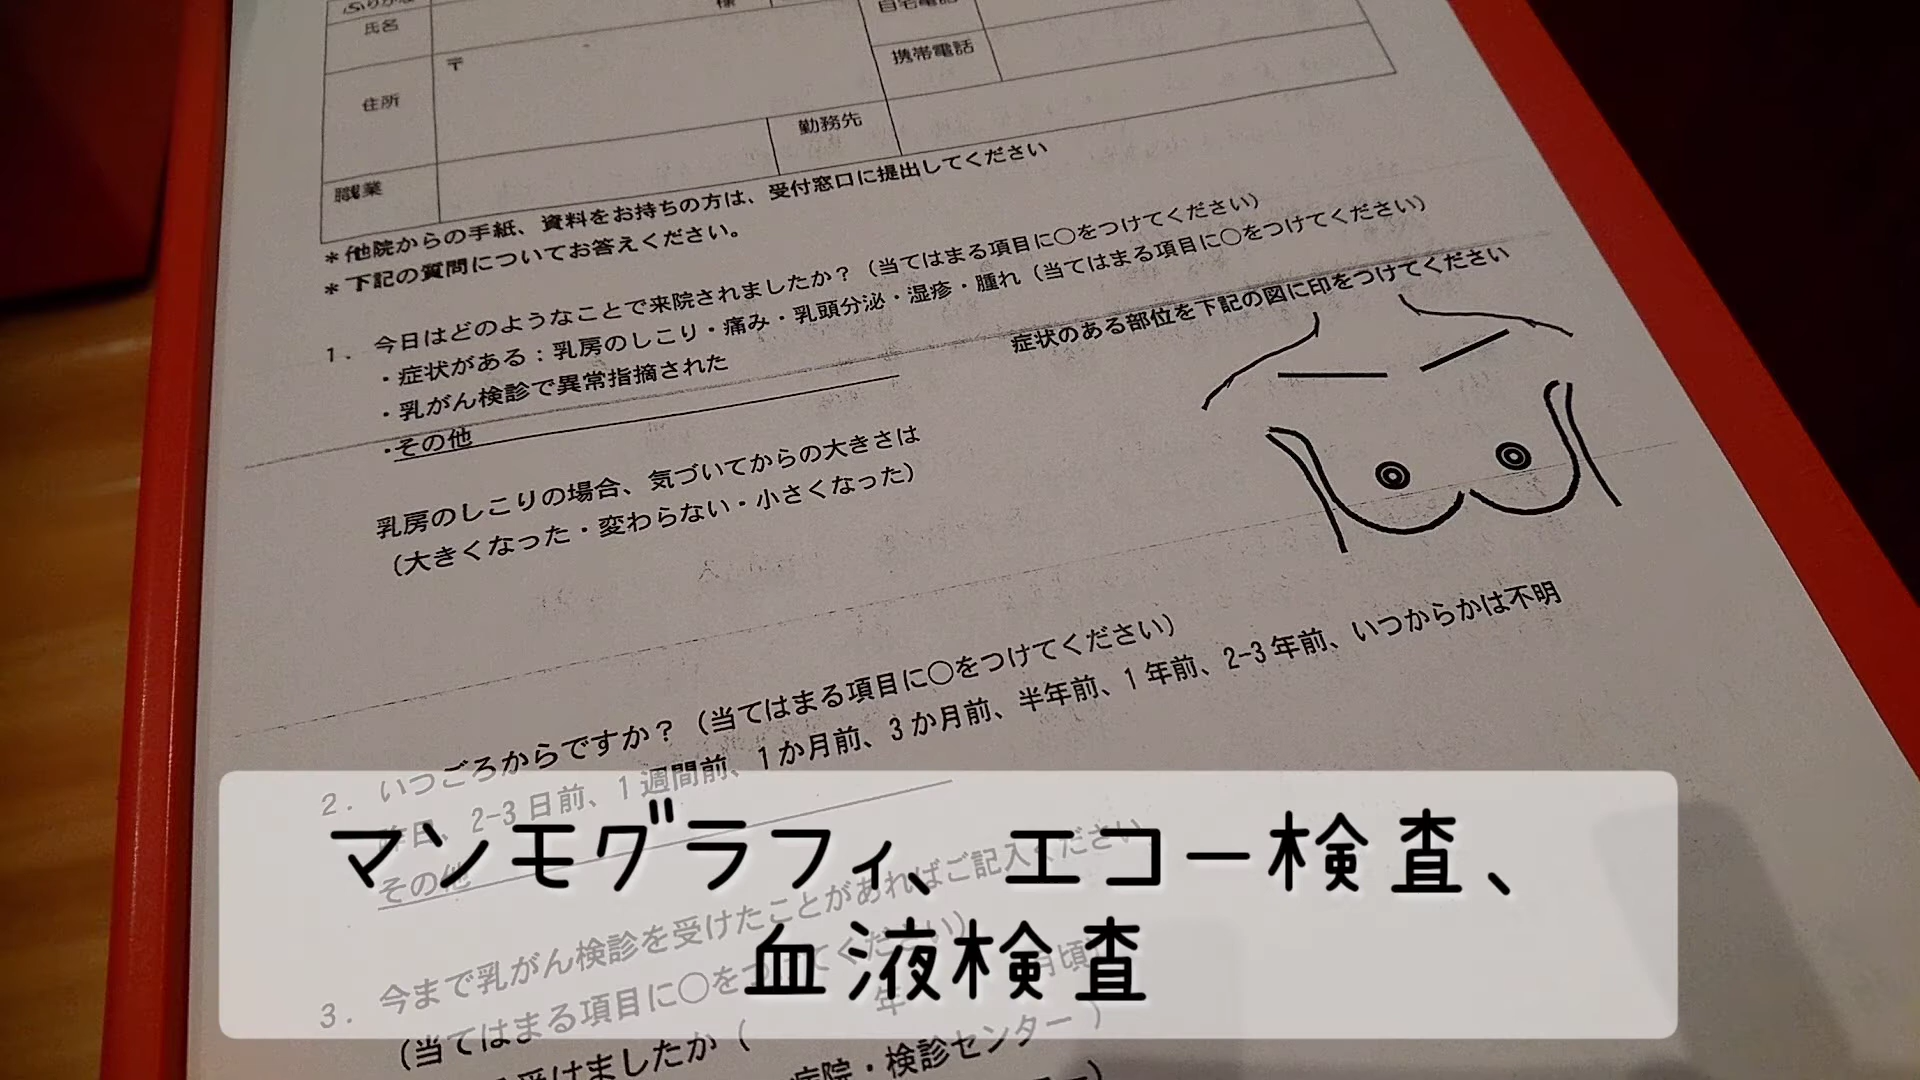 ふりがな
氏名
様
自宅電話
携帯電話
〒
住所
勤務先
職業
＊他院からの手紙、資料をお持ちの方は、受付窓口に提出してください
＊下記の質問についてお答えください。
1. 今日はどのようなことで来院されましたか？（当てはまる項目に○をつけてください）
・症状がある：乳房のしこり・痛み・乳頭分泌・湿疹・腫れ（当てはまる項目に○をつけてください）
・乳がん検診で異常指摘された
・その他
症状のある部位を下記の図に印をつけてください
乳房のしこりの場合、気づいてからの大きさは
（大きくなった・変わらない・小さくなった）
2. いつごろからですか？（当てはまる項目に○をつけてください）
昨日、2-3日前、1週間前、1か月前、3か月前、半年前、1年前、2-3年前、いつからかは不明
その他
3. 今まで乳がん検診を受けたことがあればご記入ください
（当てはまる項目に○をつけてください）
年 月頃
受けましたか（ 病院・検診センター ）
マンモグラフィ、エコー検査、
血液検査